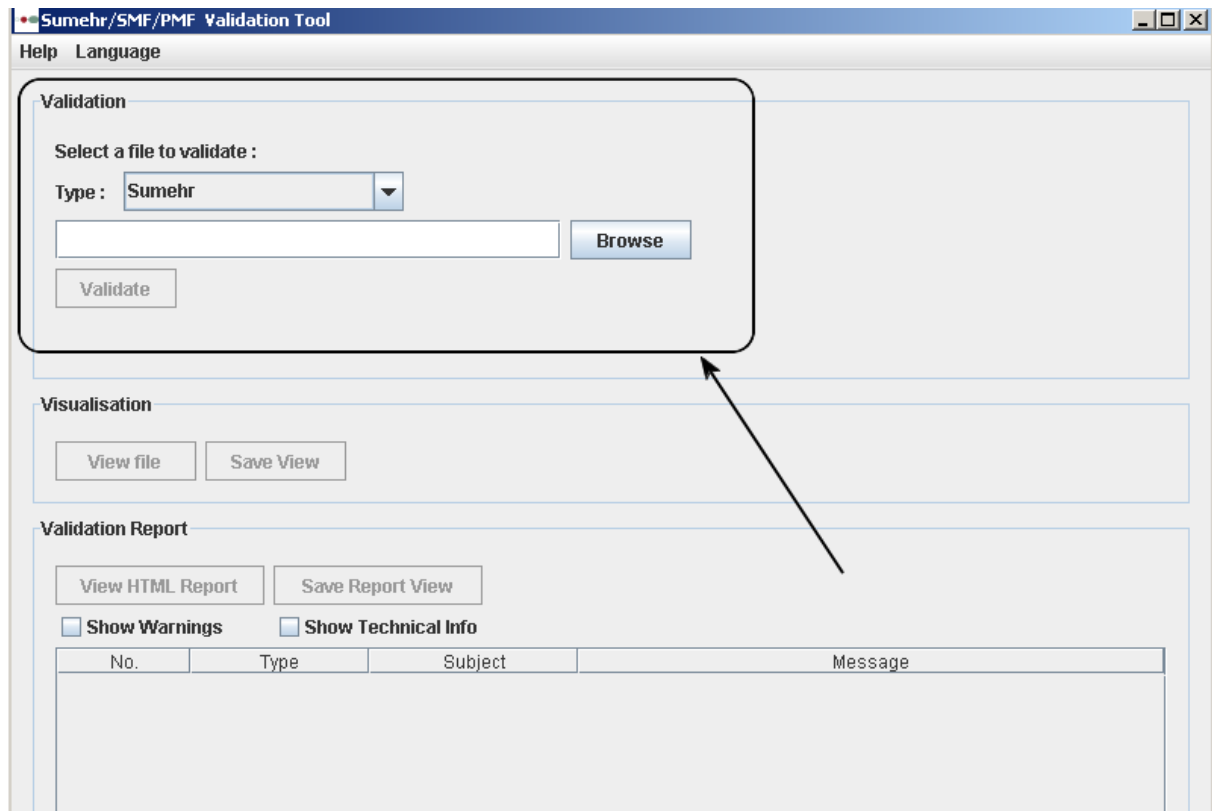 Sumehr/SMF/PMF Validation Tool
Help Language
Validation
Select a file to validate :
Type : Sumehr
Browse
Validate
Visualisation
View file Save View
Validation Report
View HTML Report Save Report View
Show Warnings Show Technical Info
No. Type Subject Message